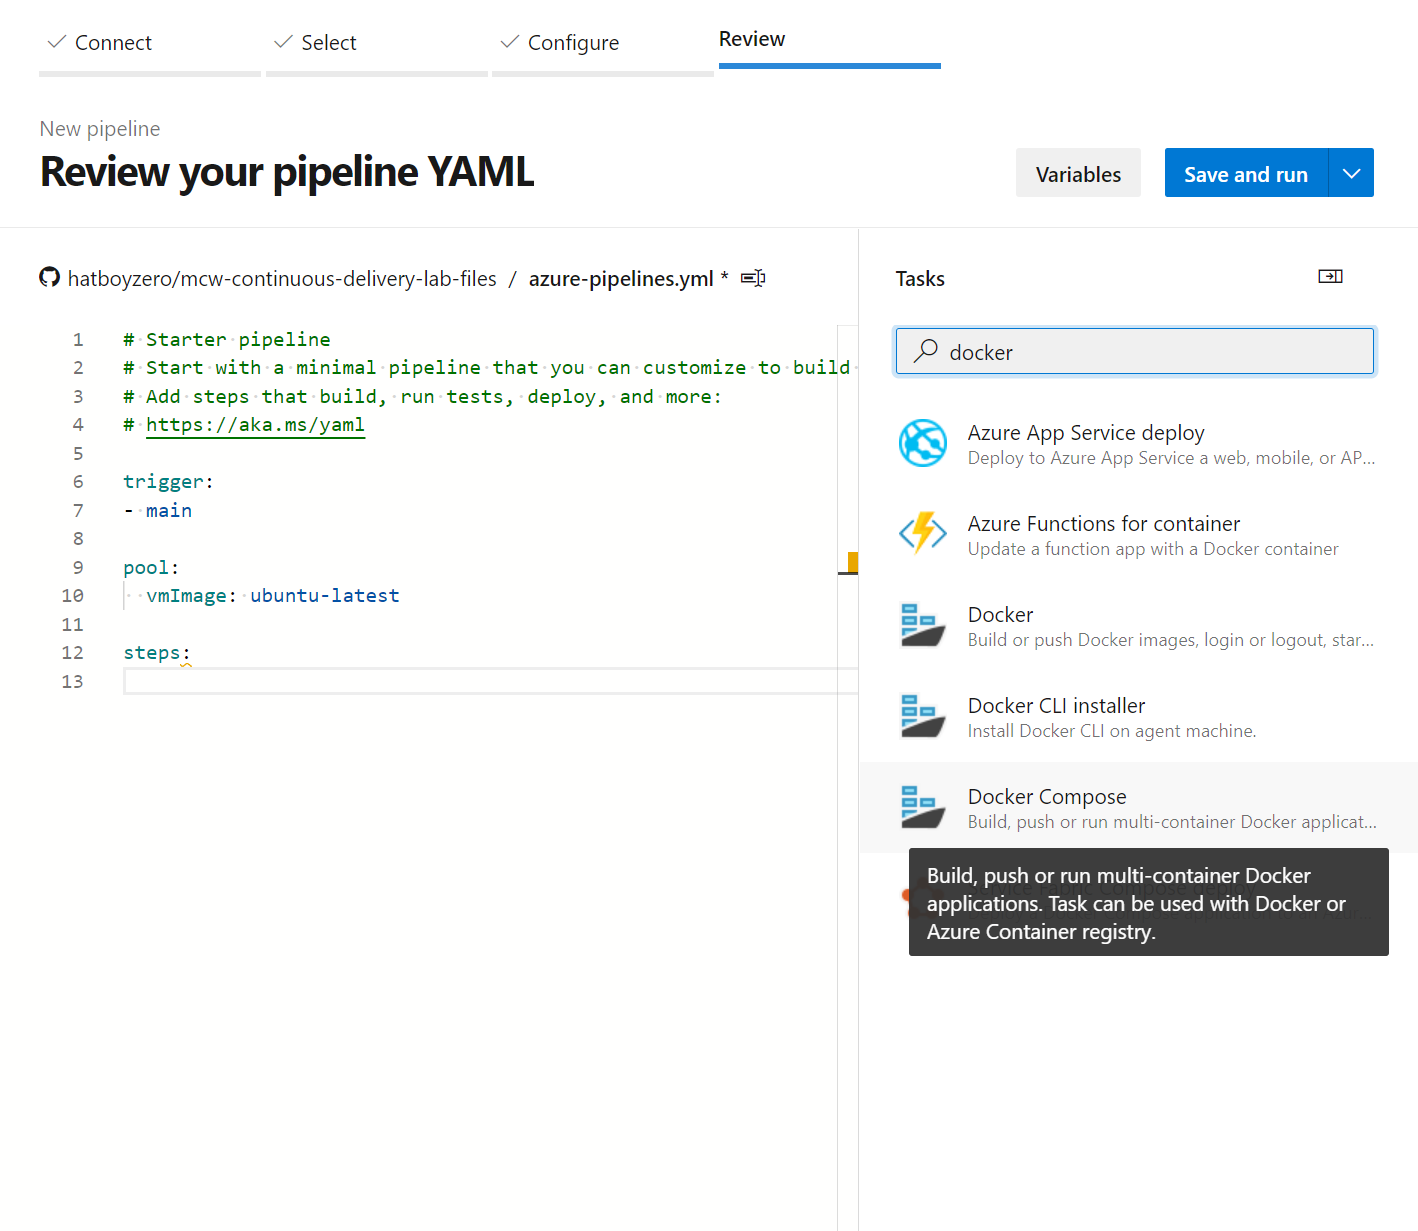 Connect
Select
Configure
Review
New pipeline
Review your pipeline YAML
Variables
Save and run
hatboyzero/mcw-continuous-delivery-lab-files / azure-pipelines.yml *
1 # Starter pipeline
2 # Start with a minimal pipeline that you can customize to build
3 # Add steps that build, run tests, deploy, and more:
4 # https://aka.ms/yaml
5
6 trigger:
7 - main
8
9 pool:
10 vmImage: ubuntu-latest
11
12 steps:
13
Tasks
docker
Azure App Service deploy
Deploy to Azure App Service a web, mobile, or AP...
Azure Functions for container
Update a function app with a Docker container
Docker
Build or push Docker images, login or logout, star...
Docker CLI installer
Install Docker CLI on agent machine.
Docker Compose
Build, push or run multi-container Docker applicat...
Build, push or run multi-container Docker
applications. Task can be used with Docker or
Azure Container registry.
Service Fabric Compose deploy